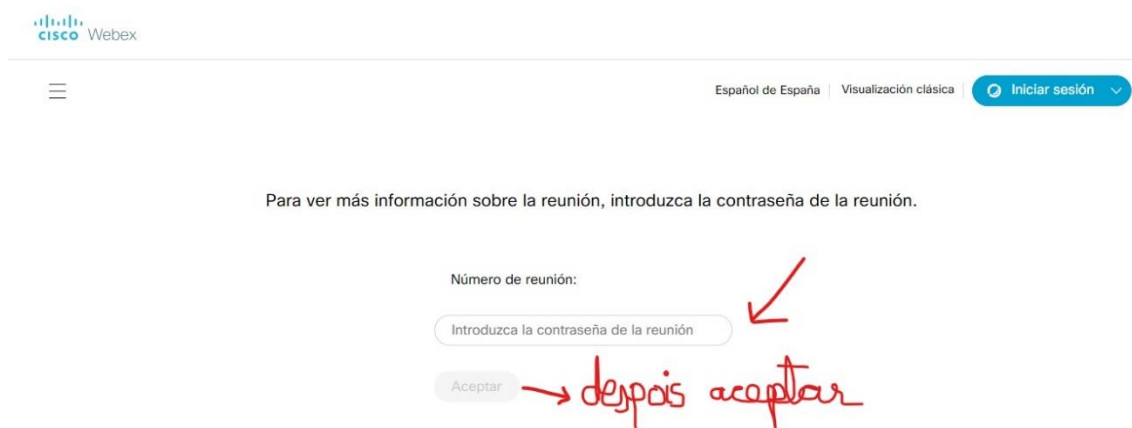 cisco Webex
Español de España | Visualización clásica | Iniciar sesión
Para ver más información sobre la reunión, introduzca la contraseña de la reunión.
Número de reunión:
Introduzca la contraseña de la reunión
Aceptar → despois aceptar